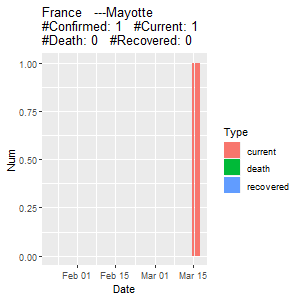 France   ---Mayotte
#Confirmed: 1   #Current: 1
#Death: 0   #Recovered: 0
1.00
0.75
0.50
0.25
0.00
Num
Feb 01
Feb 15
Mar 01
Mar 15
Date
Type
current
death
recovered